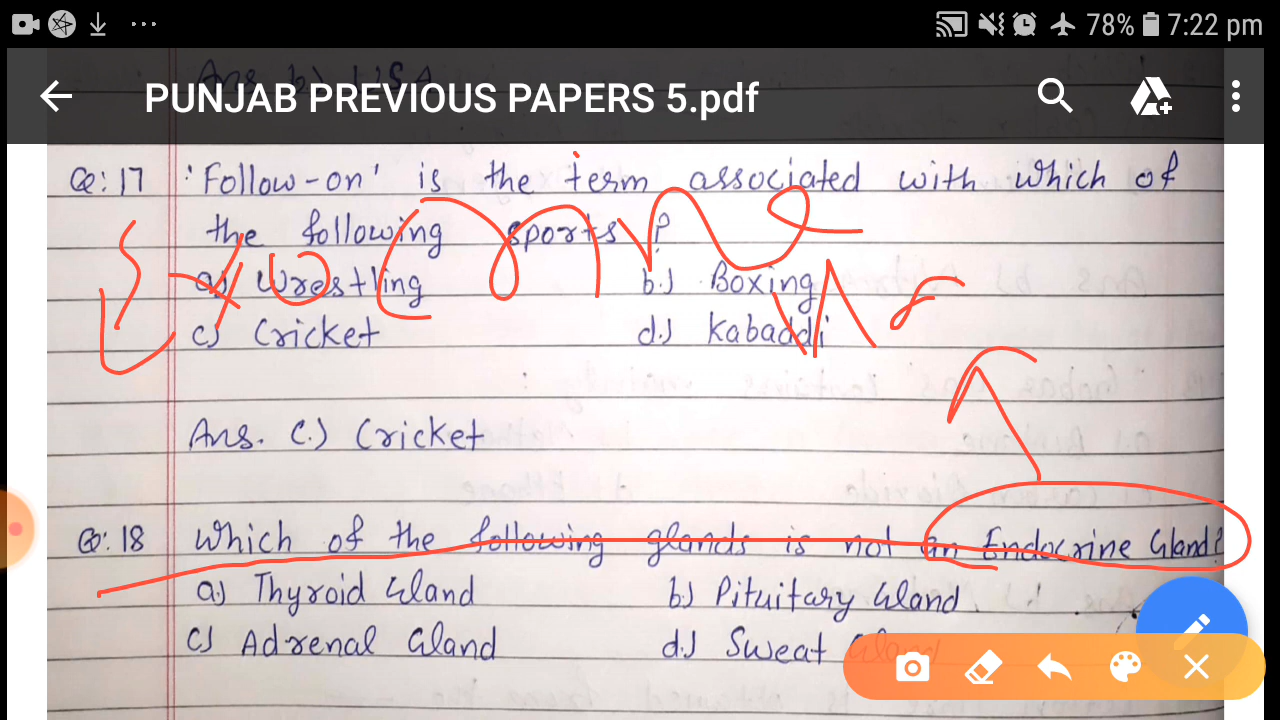 78% 7:22 pm
Ans b) USA
PUNJAB PREVIOUS PAPERS 5.pdf
Q:17 'Follow-on' is the term associated with which of
the following sports?
a) Wrestling b.) Boxing
c) Cricket d.) Kabaddi
Ans. C.) Cricket
Q:18 Which of the following glands is not an Endocrine Gland?
a) Thyroid Gland b.) Pituitary Gland
c) Adrenal Gland d.) Sweat Gland